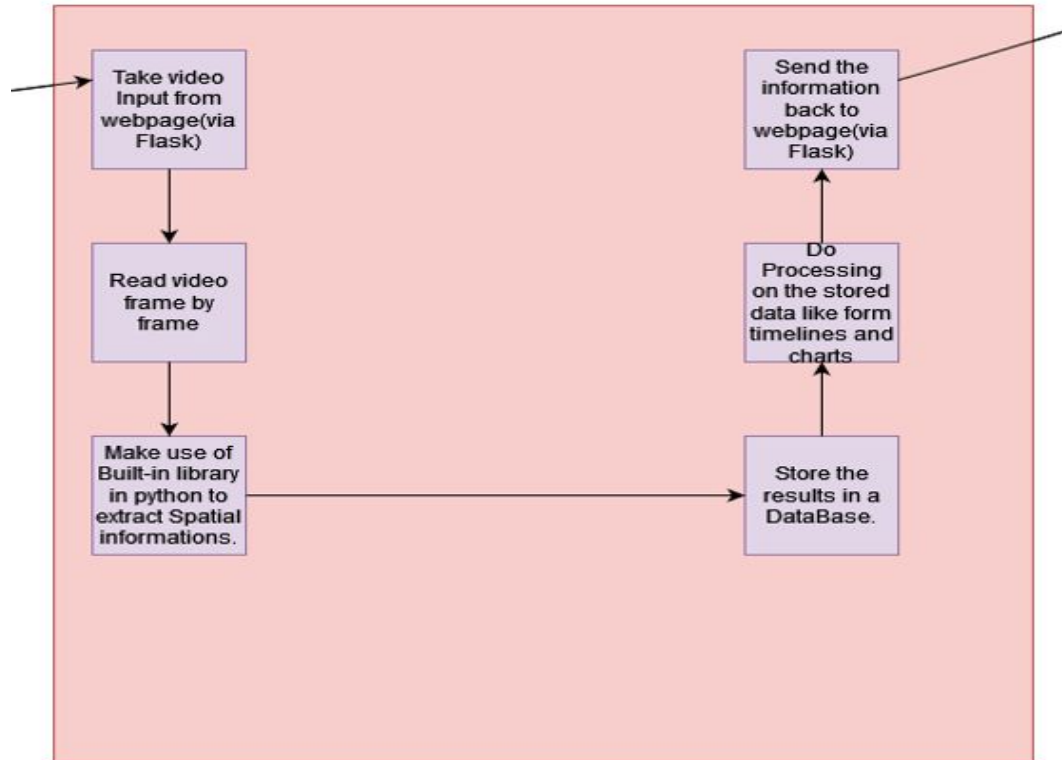 Take video
Input from
webpage(via
Flask)
Read video
frame by
frame
Make use of
Built-in library
in python to
extract Spatial
informations.
Store the
results in a
DataBase.
Do
Processing
on the stored
data like form
timelines and
charts
Send the
information
back to
webpage(via
Flask)